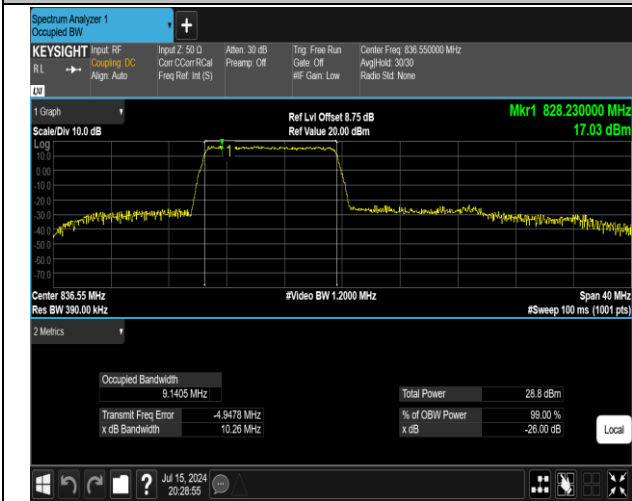 Spectrum Analyzer 1
Occupied BW
+
KEYSIGHT Input: RF Input Z: 50 Ω Atten: 30 dB Trig: Free Run Center Freq: 836.550000 MHz
RL Coupling: DC Corr CCorr RCal Preamp: Off Gate: Off Avg|Hold: 30/30
Align: Auto Freq Ref: Int (S) #IF Gain: Low Radio Std: None
LXI
1 Graph Ref Lvl Offset 8.75 dB Mkr1 828.230000 MHz
Scale/Div 10.0 dB Ref Value 20.00 dBm 17.03 dBm
Log
10.0
0.00
-10.0
-20.0
-30.0
-40.0
-50.0
-60.0
-70.0
1
Center 836.55 MHz #Video BW 1.2000 MHz Span 40 MHz
Res BW 390.00 kHz #Sweep 100 ms (1001 pts)
2 Metrics
Occupied Bandwidth
9.1405 MHz Total Power 28.8 dBm
Transmit Freq Error -4.9478 MHz % of OBW Power 99.00 %
x dB Bandwidth 10.26 MHz x dB -26.00 dB
Local
? Jul 15, 2024
20:28:55